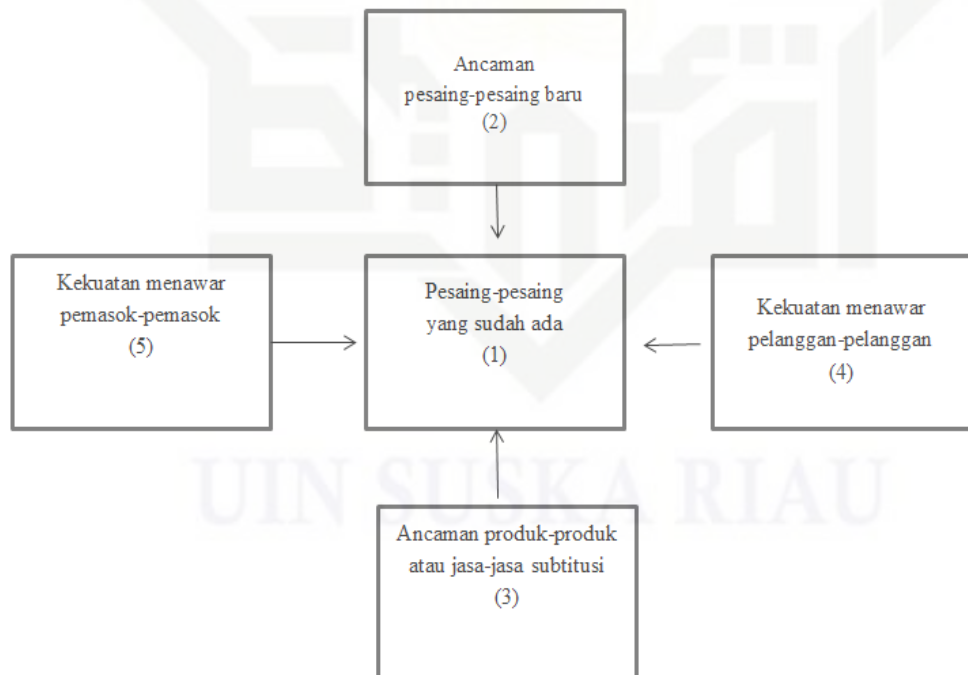 Ancaman
pesaing-pesaing baru
(2)
Kekuatan menawar
pemasok-pemasok
(5)
Pesaing-pesaing
yang sudah ada
(1)
Kekuatan menawar
pelanggan-pelanggan
(4)
UIN SUSKA RIAU
Ancaman produk-produk
atau jasa-jasa subtitusi
(3)